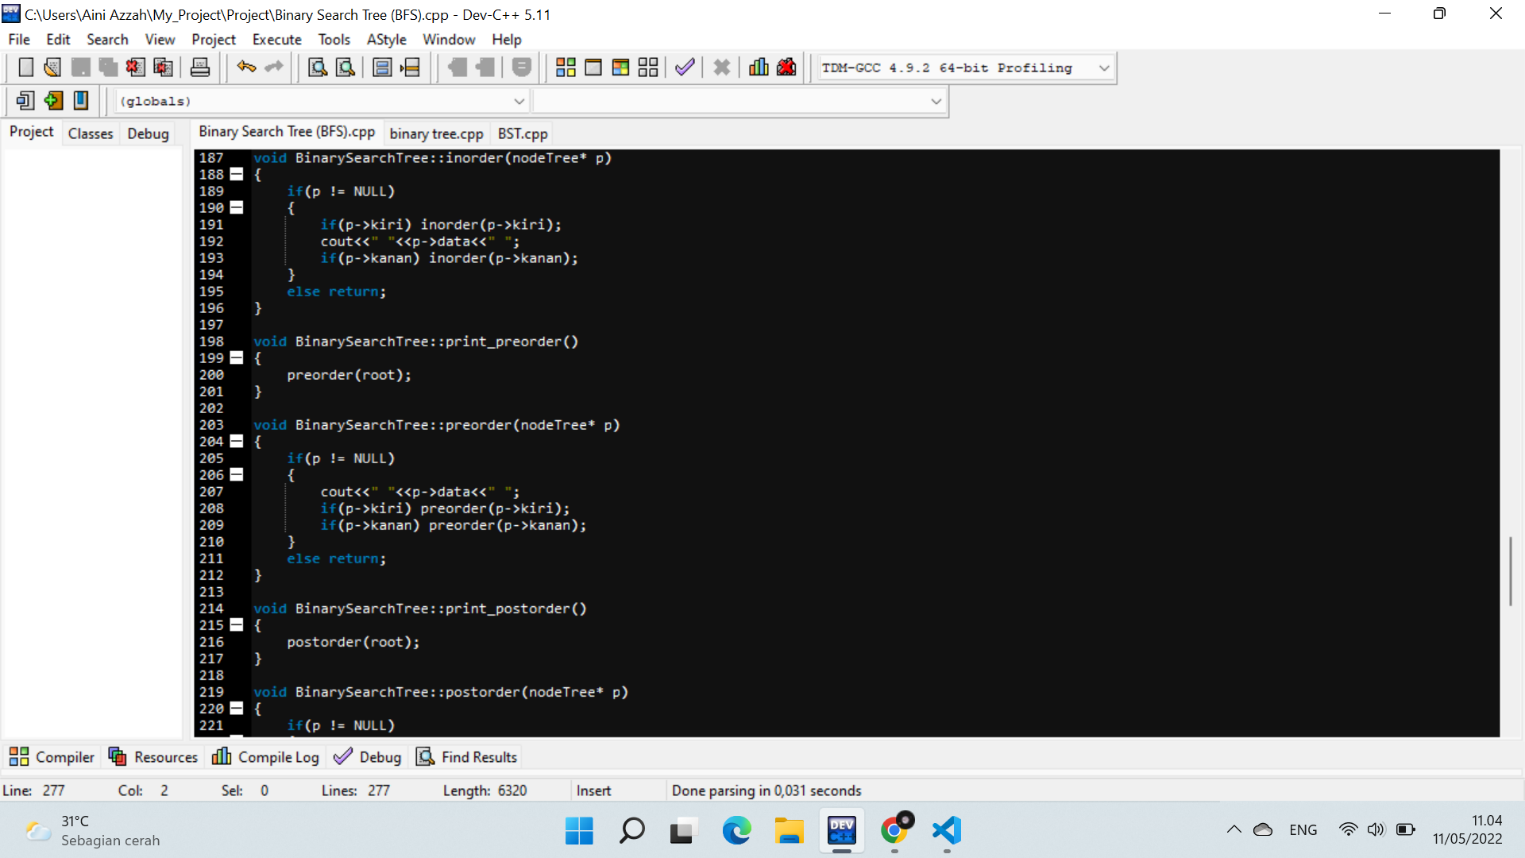 C:\Users\Aini Azzah\My_Project\Project\Binary Search Tree (BFS).cpp - Dev-C++ 5.11
File Edit Search View Project Execute Tools AStyle Window Help
TDM-GCC 4.9.2 64-bit Profiling
(globals)
Project Classes Debug
Binary Search Tree (BFS).cpp binary tree.cpp BST.cpp
187 void BinarySearchTree::inorder(nodeTree* p)
188 {
189 if(p != NULL)
190 {
191 if(p->kiri) inorder(p->kiri);
192 cout<<" "<<p->data<<" ";
193 if(p->kanan) inorder(p->kanan);
194 }
195 else return;
196 }
197
198 void BinarySearchTree::print_preorder()
199 {
200 preorder(root);
201 }
202
203 void BinarySearchTree::preorder(nodeTree* p)
204 {
205 if(p != NULL)
206 {
207 cout<<" "<<p->data<<" ";
208 if(p->kiri) preorder(p->kiri);
209 if(p->kanan) preorder(p->kanan);
210 }
211 else return;
212 }
213
214 void BinarySearchTree::print_postorder()
215 {
216 postorder(root);
217 }
218
219 void BinarySearchTree::postorder(nodeTree* p)
220 {
221 if(p != NULL)
Compiler Resources Compile Log Debug Find Results
Line: 277 Col: 2 Sel: 0 Lines: 277 Length: 6320 Insert Done parsing in 0,031 seconds
31°C
Sebagian cerah
DEV C++
ENG
11.04
11/05/2022